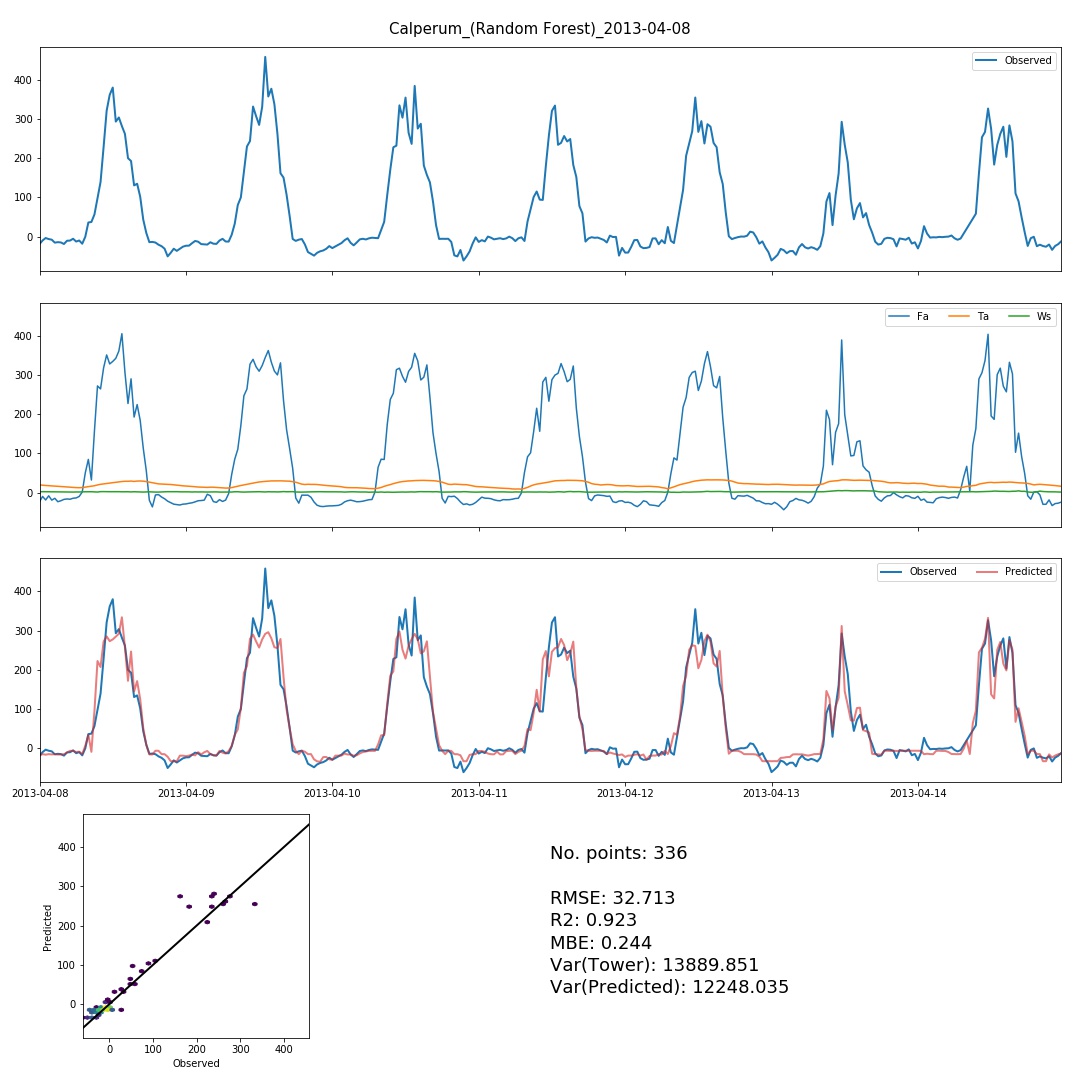 Calperum_(Random Forest)_2013-04-08
Observed
400
300
200
100
0
Fa Ta Ws
400
300
200
100
0
Observed Predicted
400
300
200
100
0
2013-04-08 2013-04-09 2013-04-10 2013-04-11 2013-04-12 2013-04-13 2013-04-14
400
300
200
100
0
Predicted
0 100 200 300 400
Observed
No. points: 336
RMSE: 32.713
R2: 0.923
MBE: 0.244
Var(Tower): 13889.851
Var(Predicted): 12248.035